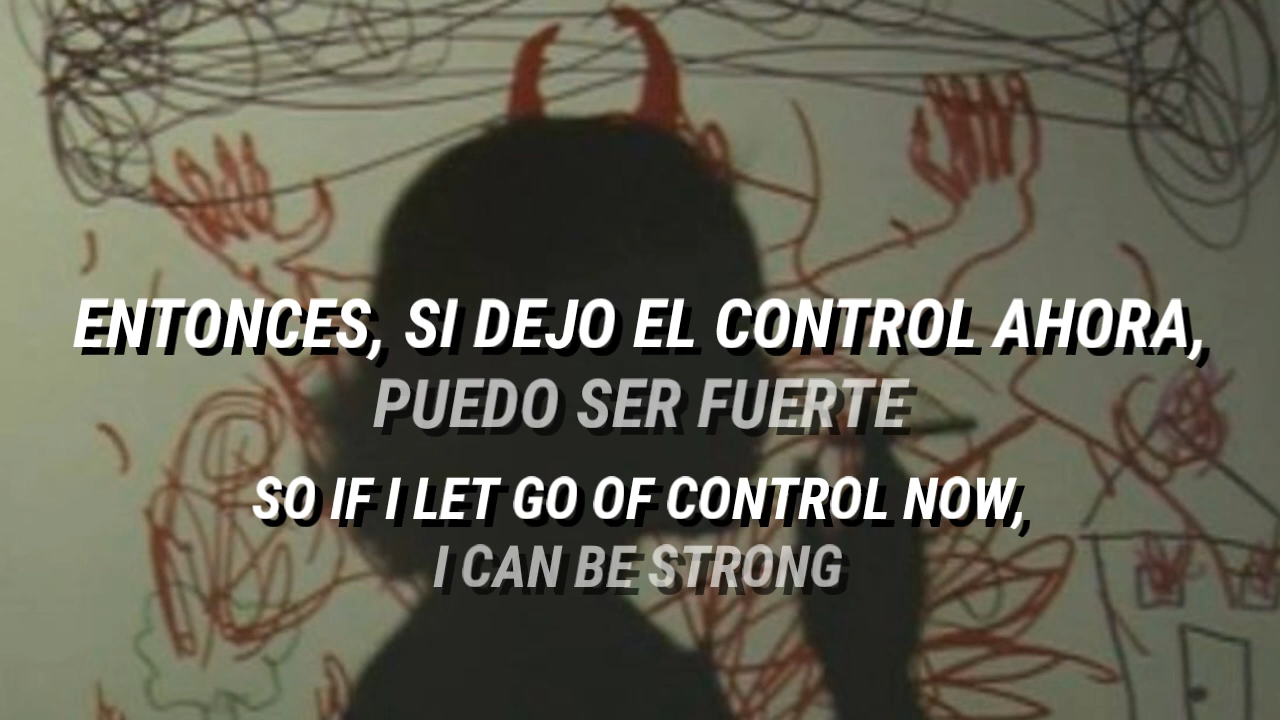 ENTONCES, SI DEJO EL CONTROL AHORA,
PUEDO SER FUERTE
SO IF I LET GO OF CONTROL NOW,
I CAN BE STRONG